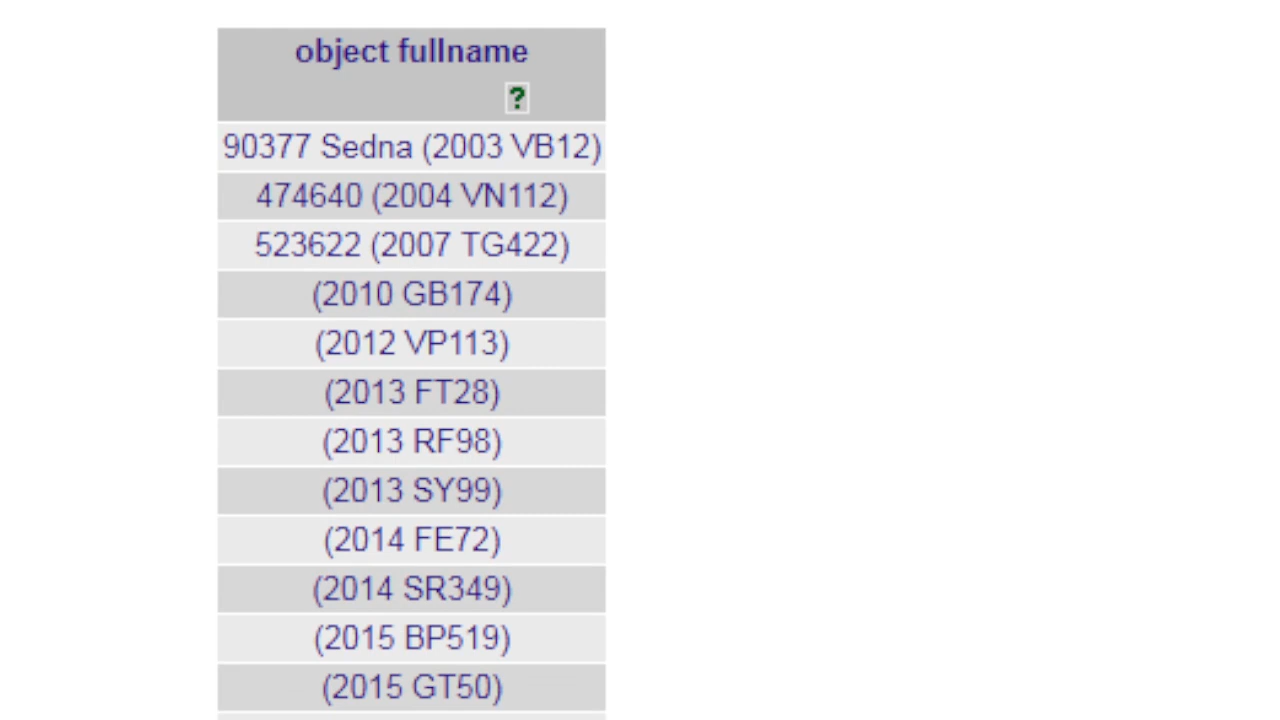 object fullname
?
90377 Sedna (2003 VB12)
474640 (2004 VN112)
523622 (2007 TG422)
(2010 GB174)
(2012 VP113)
(2013 FT28)
(2013 RF98)
(2013 SY99)
(2014 FE72)
(2014 SR349)
(2015 BP519)
(2015 GT50)